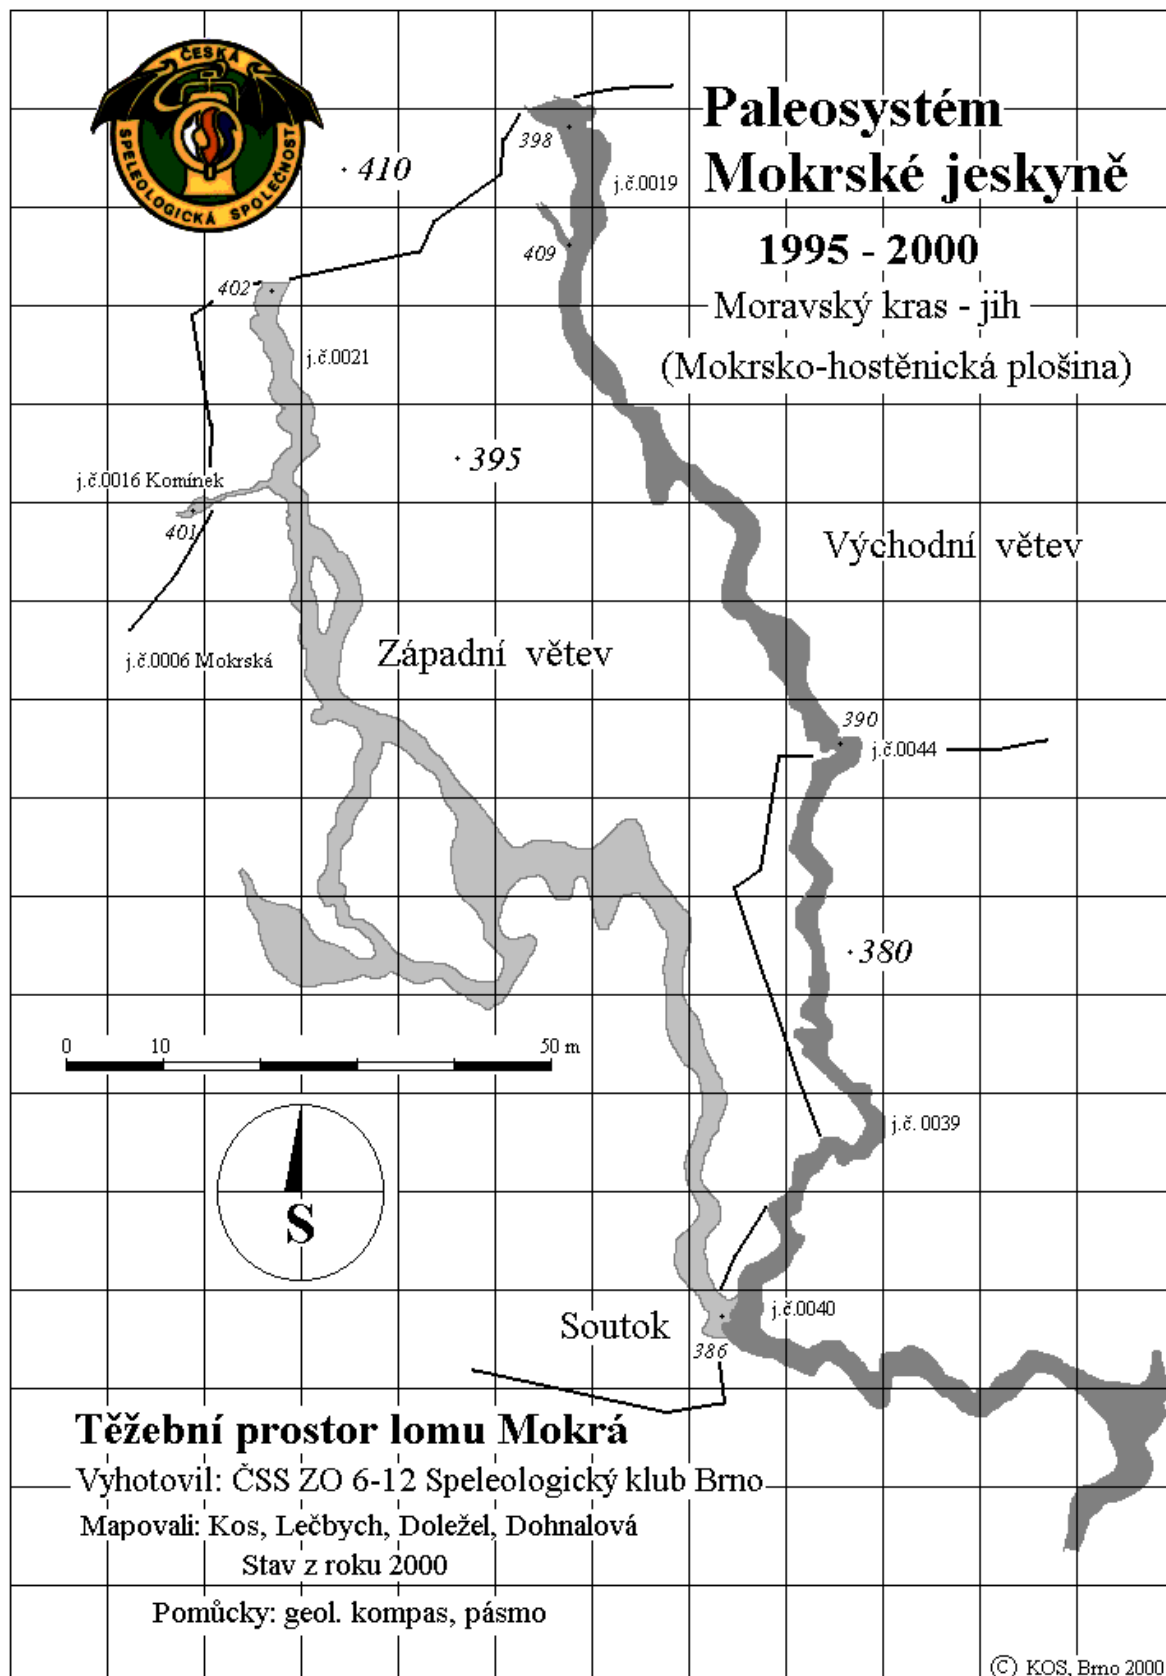 ČESKÁ
SPELEOLOGICKÁ SPOLEČNOST
Paleosystém
Mokrské jeskyně
1995 - 2000
Moravský kras - jih
(Mokrsko-hostěnická plošina)
398
410
j.č.0019
409
402
j.č.0021
395
j.č.0016 Komínek
401
Východní větev
Západní větev
j.č.0006 Mokrská
390
j.č.0044
380
0 10 50 m
j.č. 0039
S
j.č.0040
Soutok
386
Těžební prostor lomu Mokrá
Vyhotovil: ČSS ZO 6-12 Speleologický klub Brno
Mapovali: Kos, Lečbych, Doležel, Dohnalová
Stav z roku 2000
Pomůcky: geol. kompas, pásmo
© KOS, Brno 2000